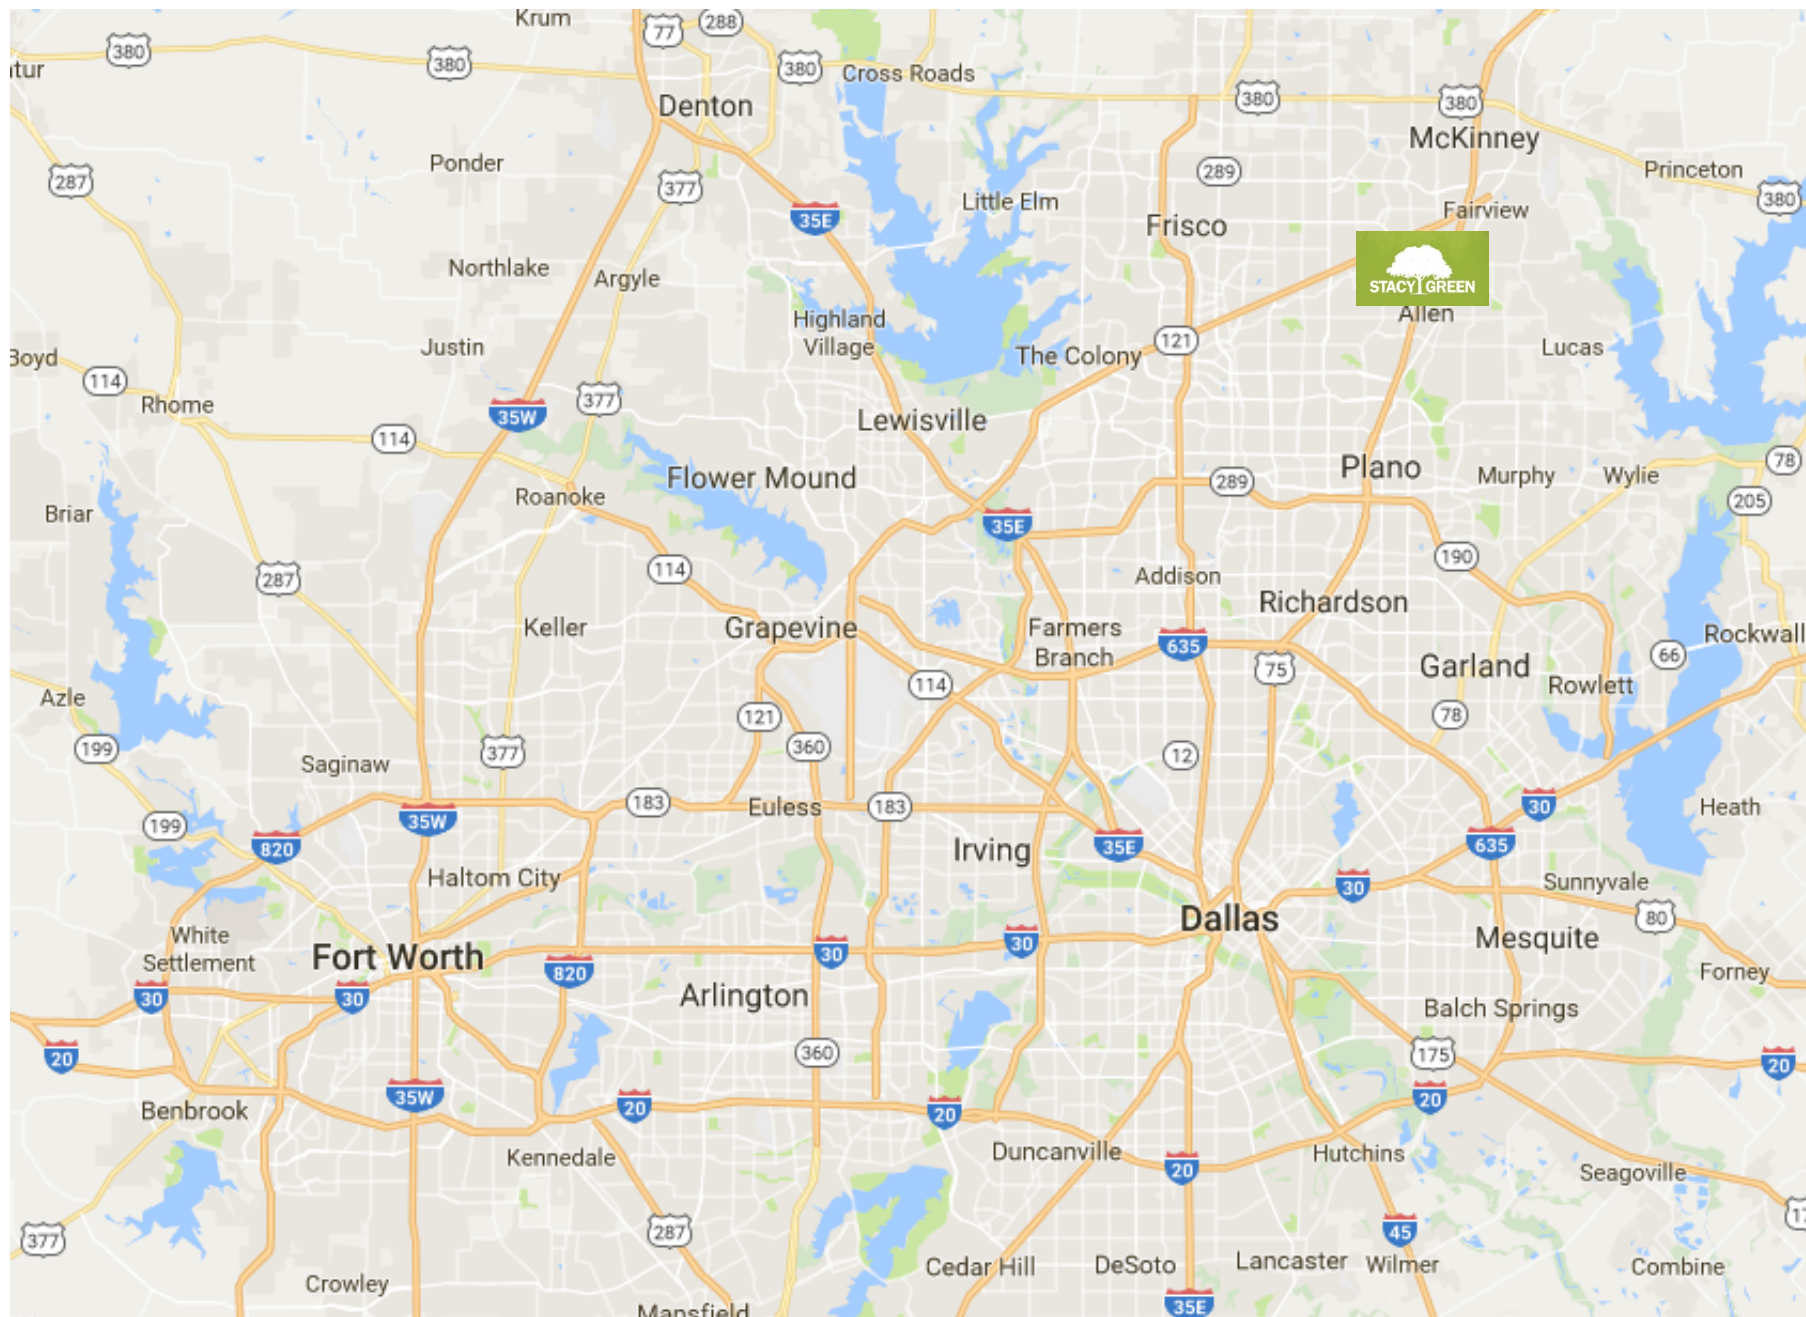 Krum
288
77
380
380
380
Cross Roads
380
380
Denton
McKinney
Ponder
Princeton
287
377
289
380
Little Elm
Fairview
35E
Frisco
Northlake
Argyle
STACY GREEN
Allen
Highland
Village
Justin
121
Lucas
The Colony
Boyd
114
Rhome
377
35W
Lewisville
114
Flower Mound
Plano
Murphy
Wylie
78
289
Roanoke
205
Briar
35E
190
114
287
Addison
Richardson
Keller
Grapevine
Farmers
Branch
635
Rockwall
66
75
Garland
114
Rowlett
Azle
121
78
199
360
377
12
Saginaw
183
Euless
183
30
Heath
199
35W
820
35E
635
Irving
Haltom City
30
Sunnyvale
80
Dallas
White
Settlement
Fort Worth
30
30
Mesquite
820
Forney
30
30
Arlington
Balch Springs
20
360
175
20
35W
20
20
20
Benbrook
Kennedale
Duncanville
20
Hutchins
Seagoville
377
287
45
Cedar Hill
DeSoto
Lancaster
Wilmer
Combine
Crowley
Mansfield
35E